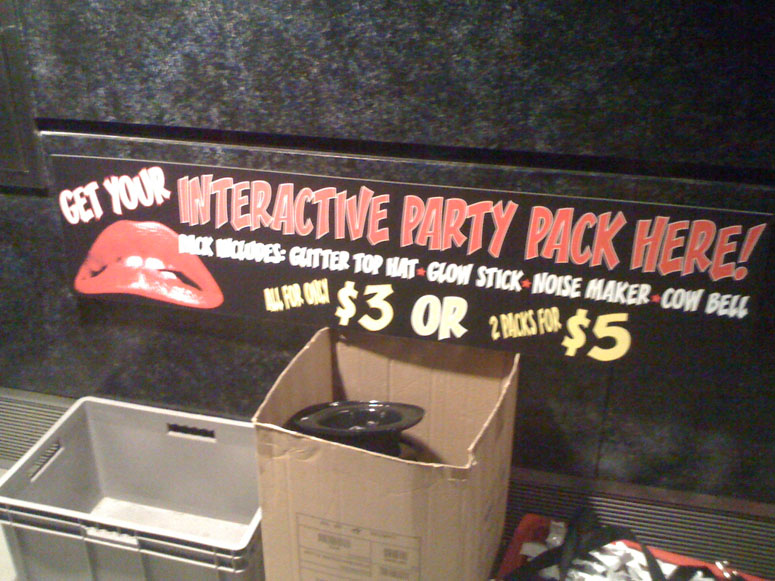 GET YOUR INTERACTIVE PARTY PACK HERE!
PACK INCLUDES: GLITTER TOP HAT★GLOW STICK★NOISE MAKER★COW BELL
ALL FOR ONLY $3 OR 2 PACKS FOR $5